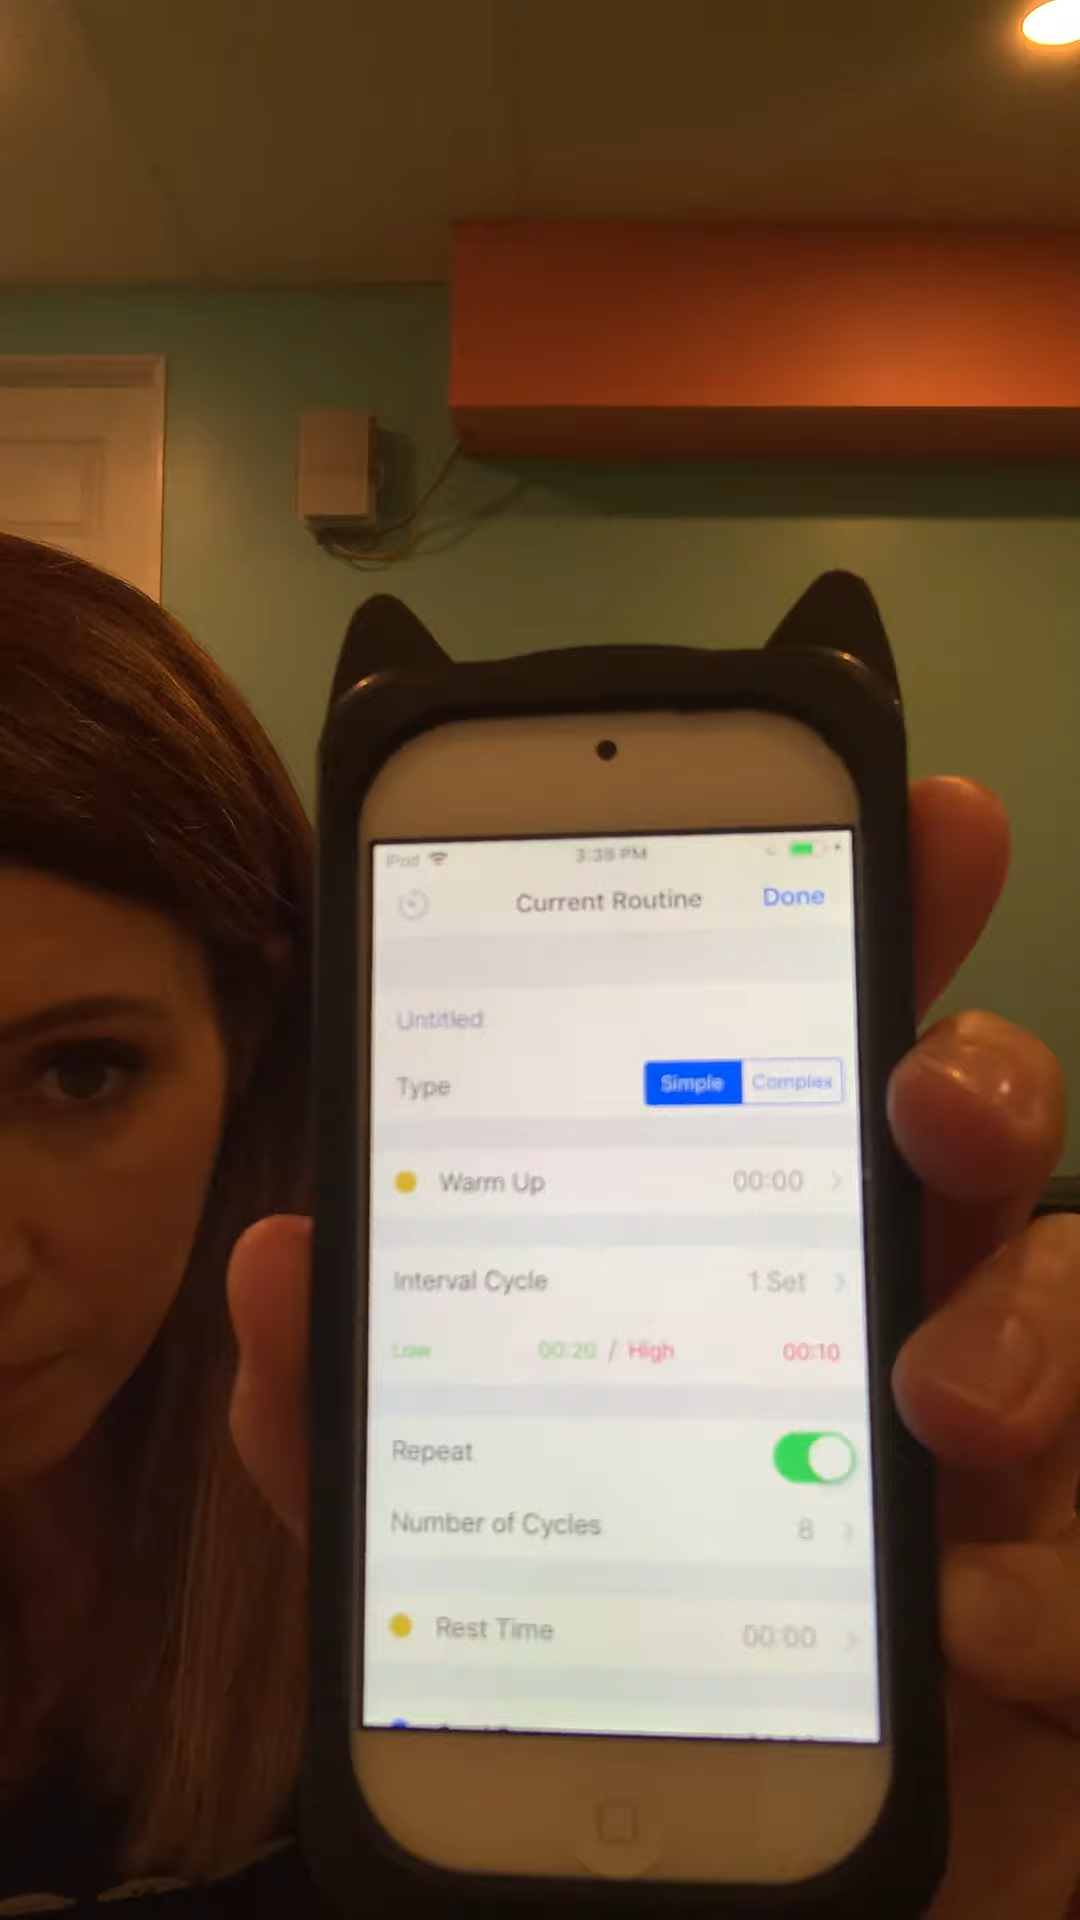 iPod 3:39 PM
Current Routine Done
Untitled
Type Simple Complex
Warm Up 00:00
Interval Cycle 1 Set
Low 00:20 / High 00:10
Repeat
Number of Cycles 8
Rest Time 00:00